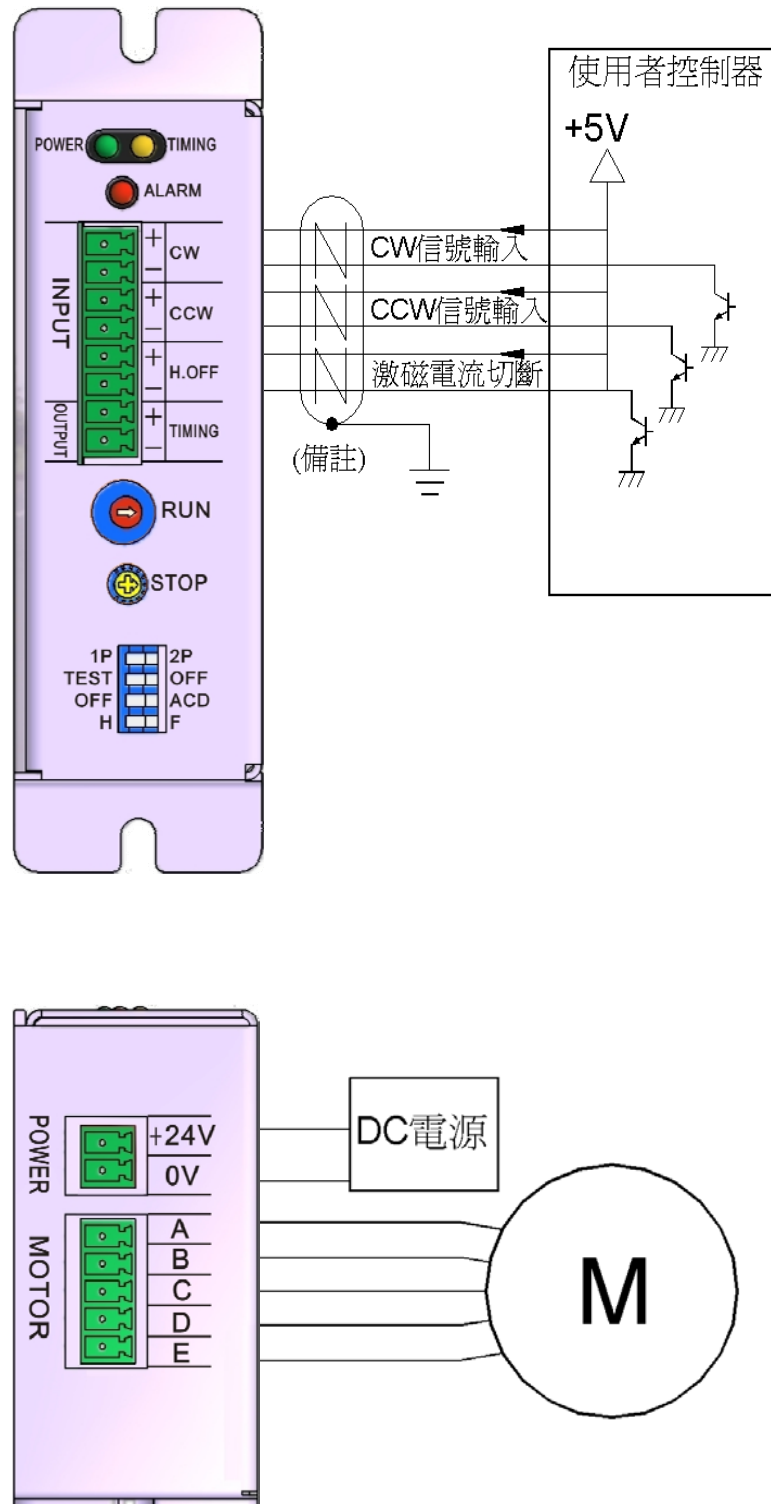 使用者控制器
+5V
POWER TIMING
ALARM
INPUT
+ CW
−
+ CCW
−
+ H.OFF
−
OUTPUT
+ TIMING
−
CW信號輸入
CCW信號輸入
激磁電流切斷
(備註)
RUN
STOP
1P 2P
TEST OFF
OFF ACD
H F
POWER
+24V
0V
DC電源
MOTOR
A
B
C
D
E
M